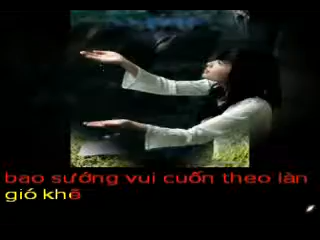 bao sướng vui cuốn theo làn
gió khẽ